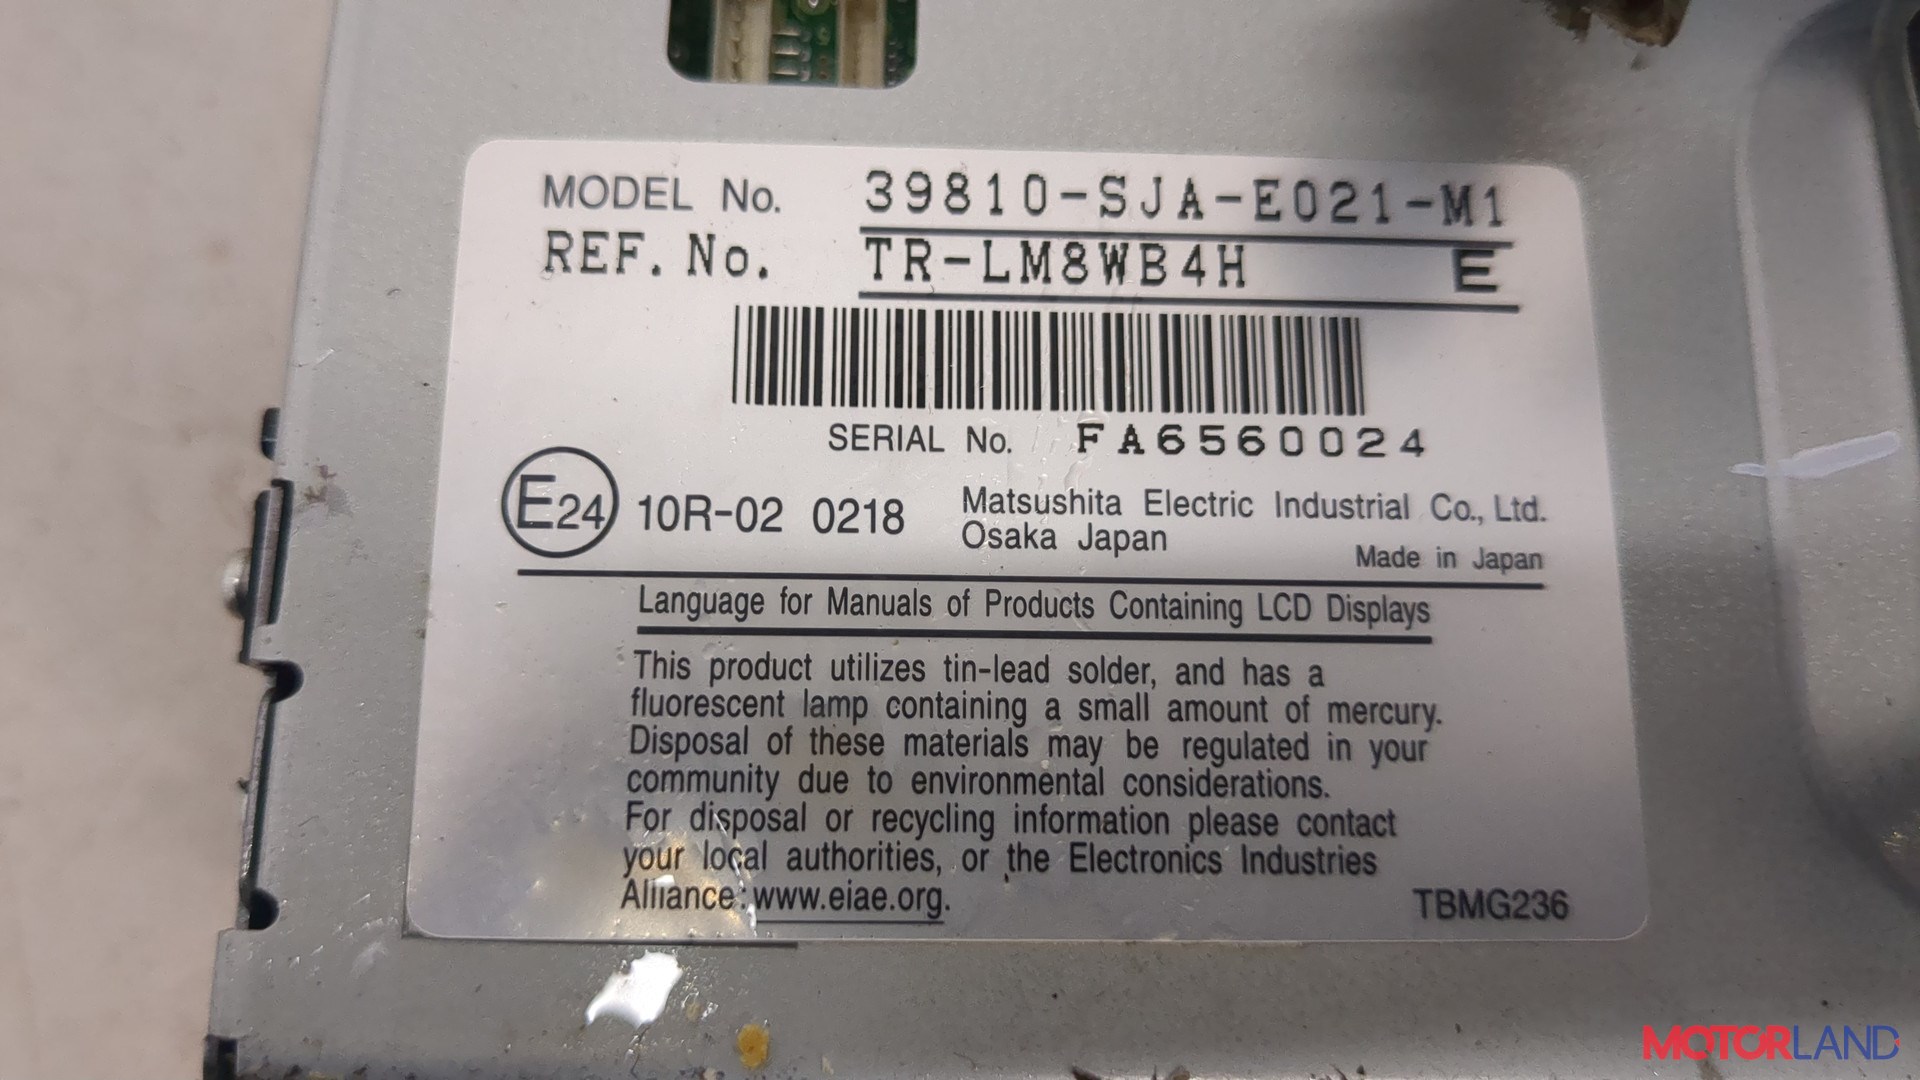 MODEL No. 39810-SJA-E021-M1
REF. No. TR-LM8WB4H E
SERIAL No. FA6560024
E24 10R-02 0218
Matsushita Electric Industrial Co., Ltd.
Osaka Japan
Made in Japan
Language for Manuals of Products Containing LCD Displays
This product utilizes tin-lead solder, and has a
fluorescent lamp containing a small amount of mercury.
Disposal of these materials may be regulated in your
community due to environmental considerations.
For disposal or recycling information please contact
your local authorities, or the Electronics Industries
Alliance: www.eiae.org.
TBMG236
MOTORLAND